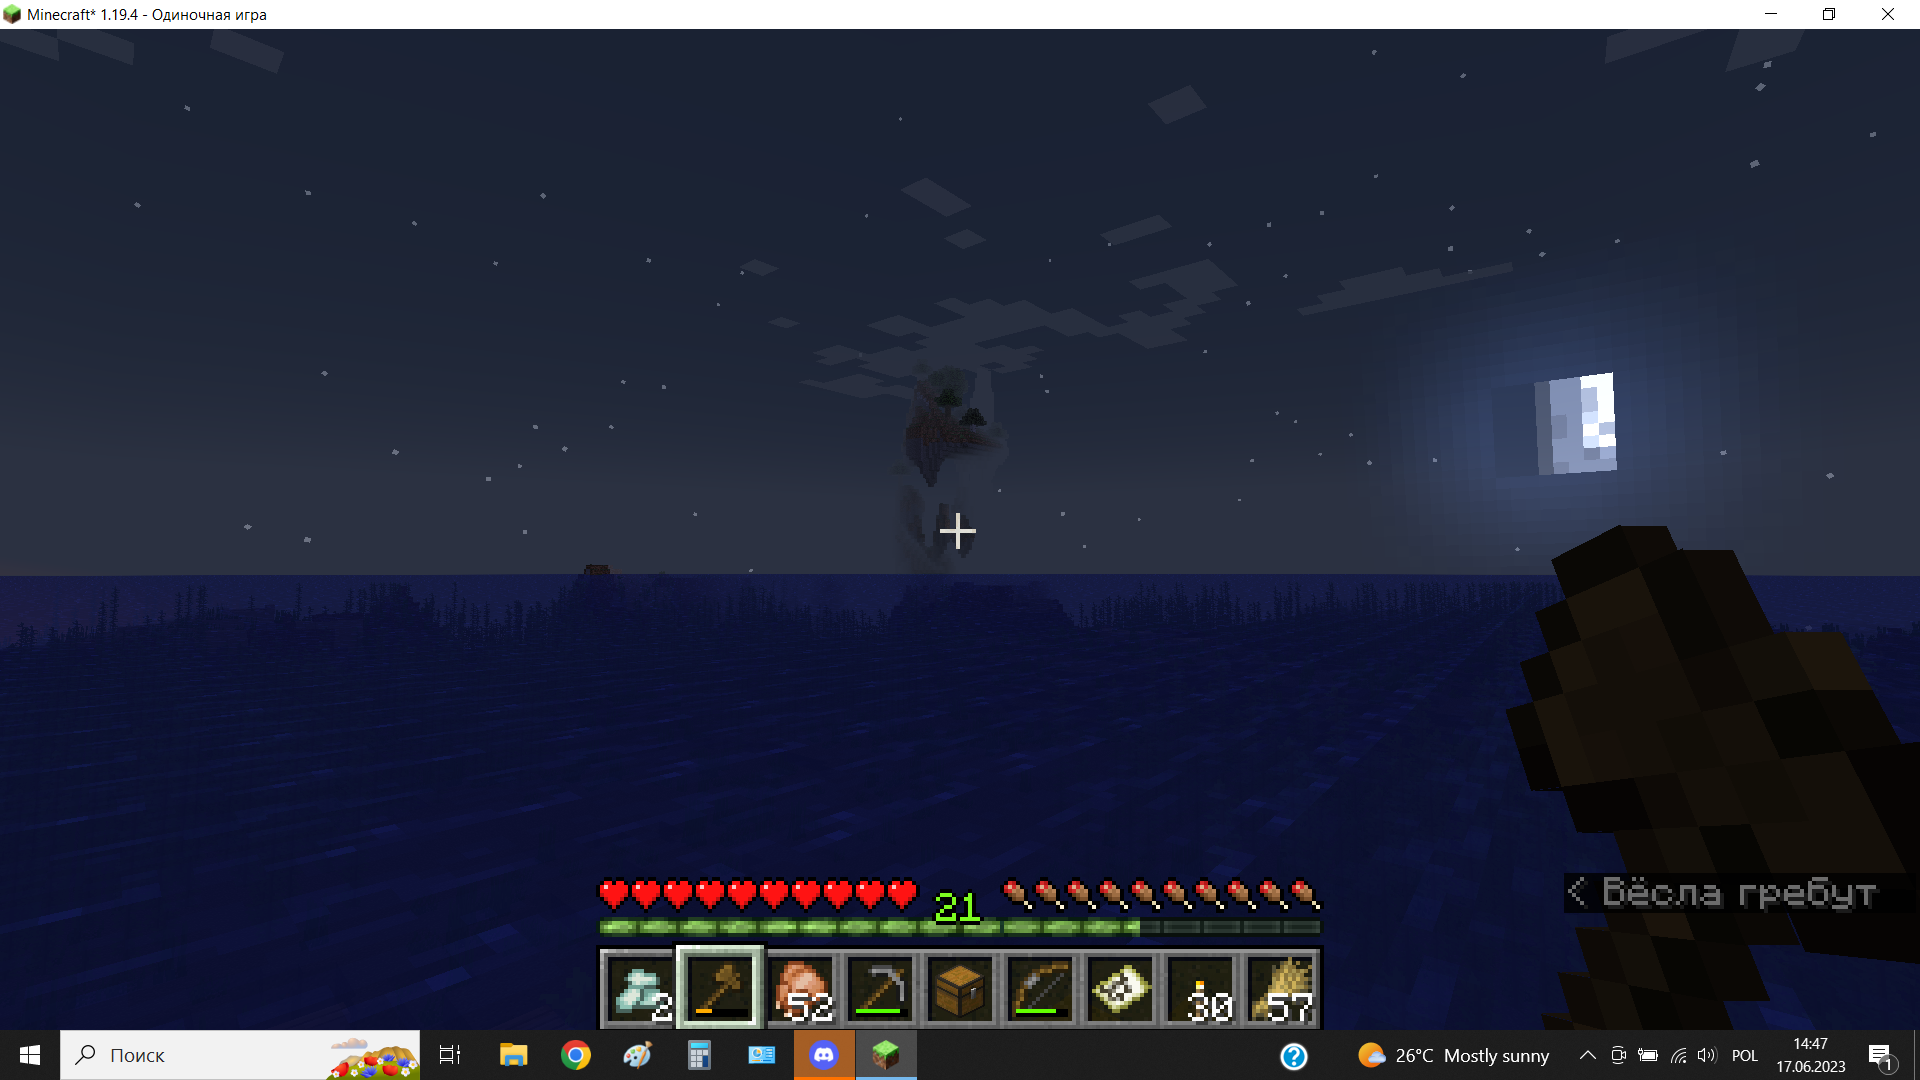 Minecraft* 1.19.4 - Одиночная игра
21
< Вёсла гребут
2
52
30
57
Поиск
26°C Mostly sunny
POL
14:47
17.06.2023
1